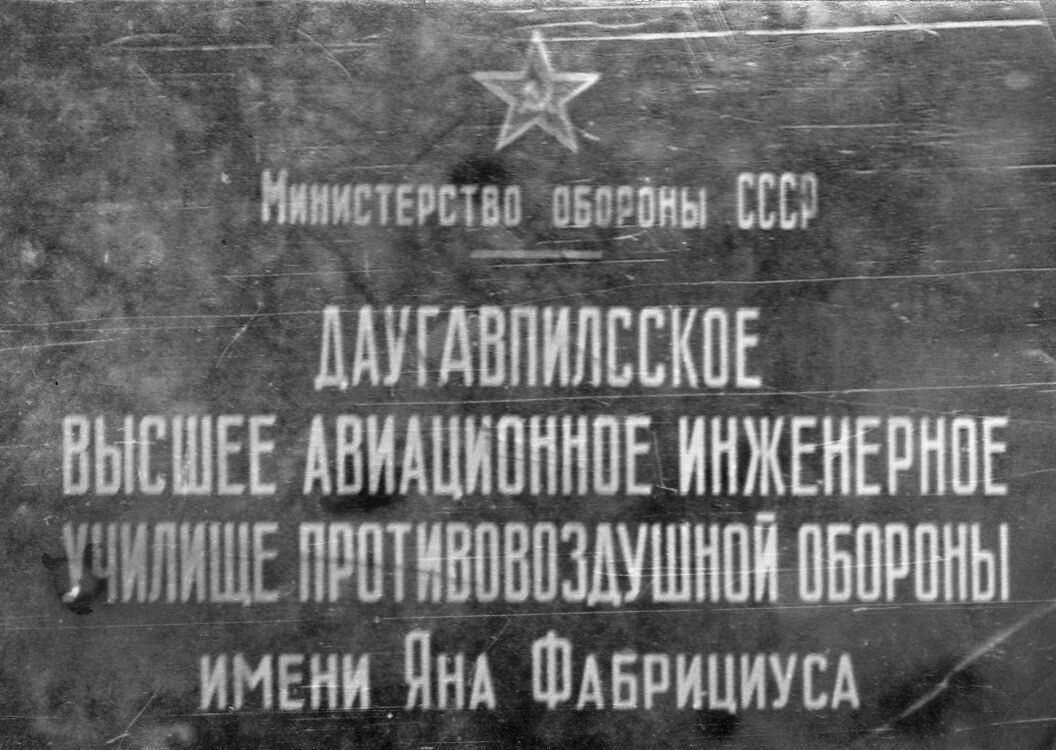 Министерство обороны СССР
ДАУГАВПИЛССКОЕ
ВЫСШЕЕ АВИАЦИОННОЕ ИНЖЕНЕРНОЕ
УЧИЛИЩЕ ПРОТИВОВОЗДУШНОЙ ОБОРОНЫ
ИМЕНИ ЯНА ФАБРИЦИУСА